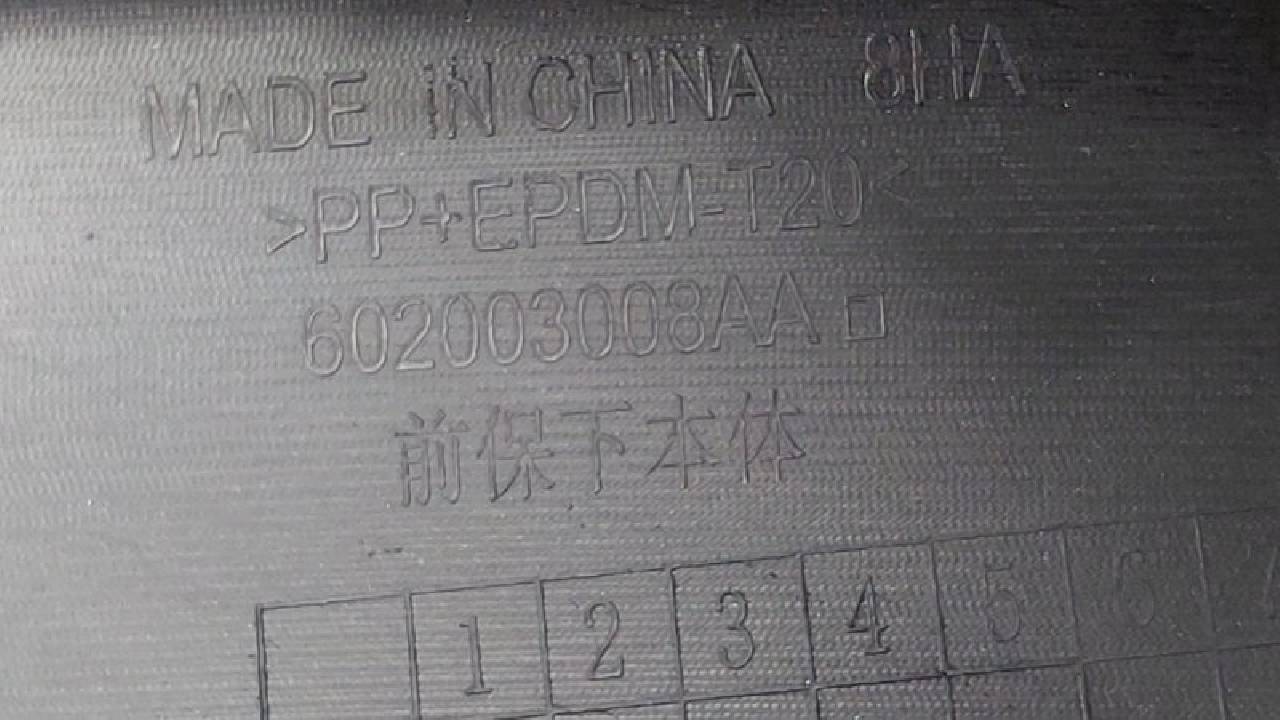 MADE IN CHINA 8HA
>PP+EPDM-T20<
602003008AA □
前保下本体
1 2 3 4 5 6